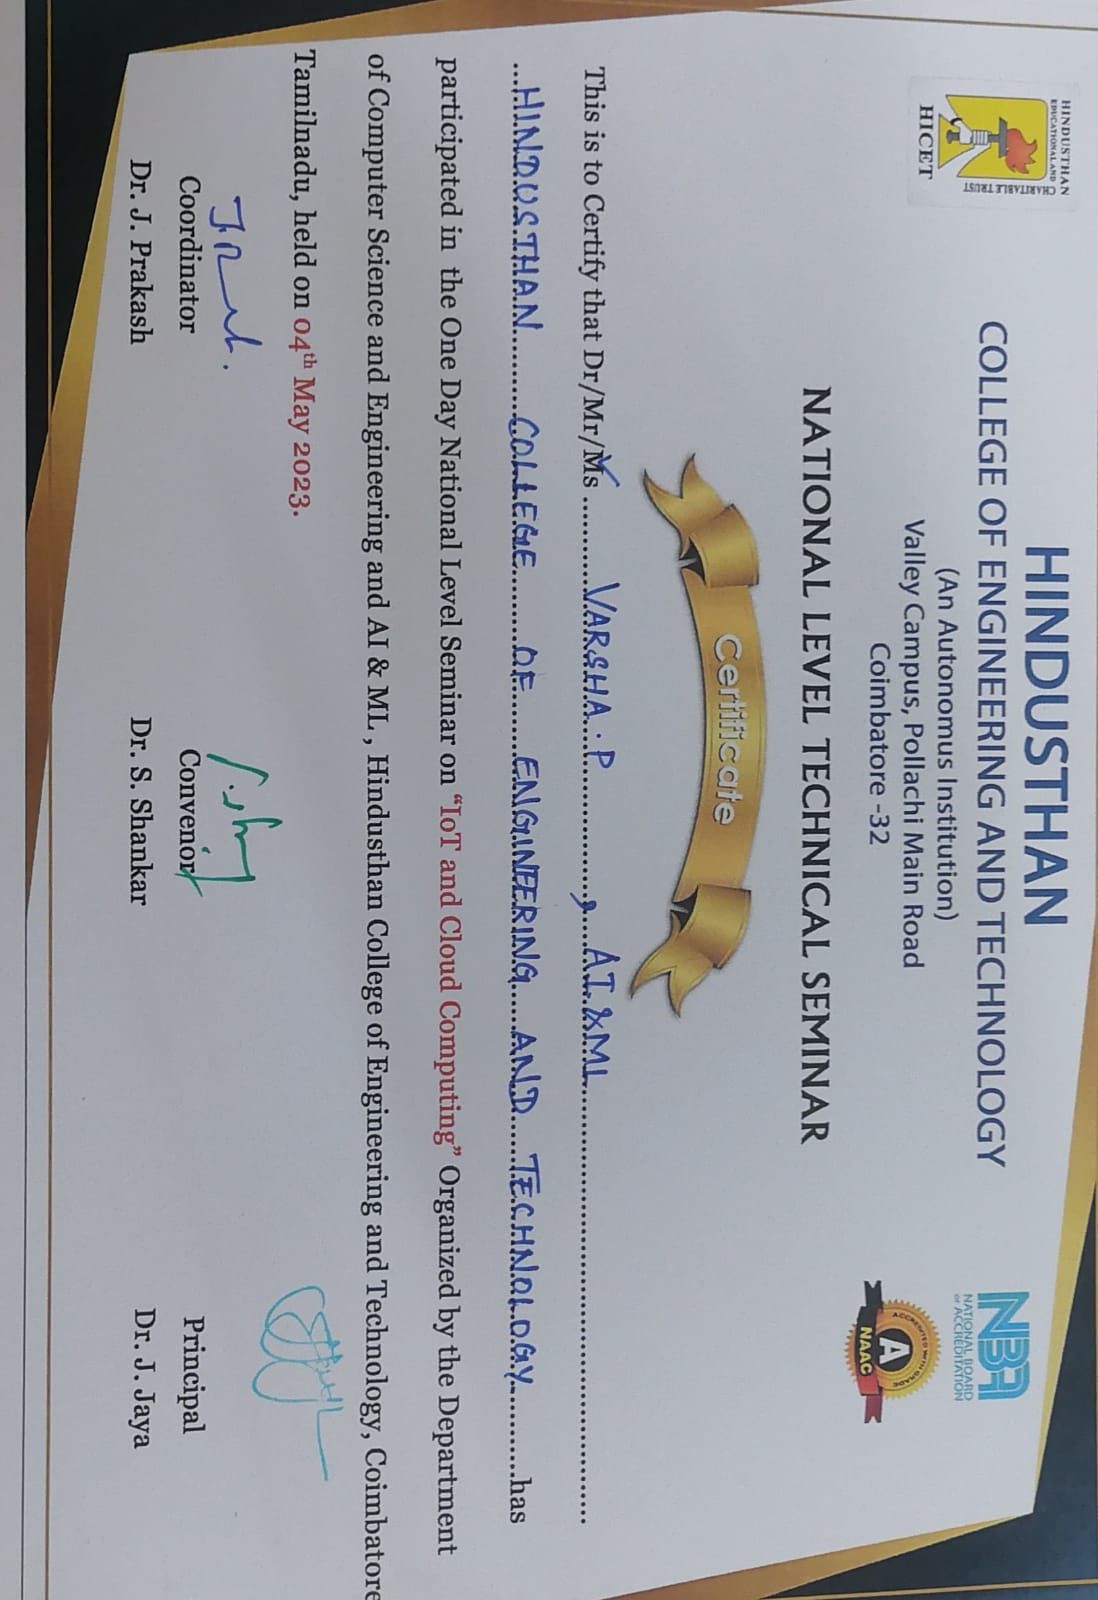 HINDUSTHAN
EDUCATIONAL AND
CHARITABLE TRUST
HICET
HINDUSTHAN
COLLEGE OF ENGINEERING AND TECHNOLOGY
(An Autonomus Institution)
Valley Campus, Pollachi Main Road
Coimbatore -32
NBA
NATIONAL BOARD
of ACCREDITATION
ACCREDITED WITH GRADE
A
NAAC
NATIONAL LEVEL TECHNICAL SEMINAR
Certificate
This is to Certify that Dr/Mr/Ms ...........VARSHA.P................,....AI.&ML..................................................
...HINDUSTHAN.........COLLEGE........OF.......ENGINEERING.....AND......TECHNOLOGY...........has
participated in the One Day National Level Seminar on “IoT and Cloud Computing” Organized by the Department
of Computer Science and Engineering and AI & ML , Hindusthan College of Engineering and Technology, Coimbatore
Tamilnadu, held on 04th May 2023.
Coordinator
Dr. J. Prakash
Convenor
Dr. S. Shankar
Principal
Dr. J. Jaya